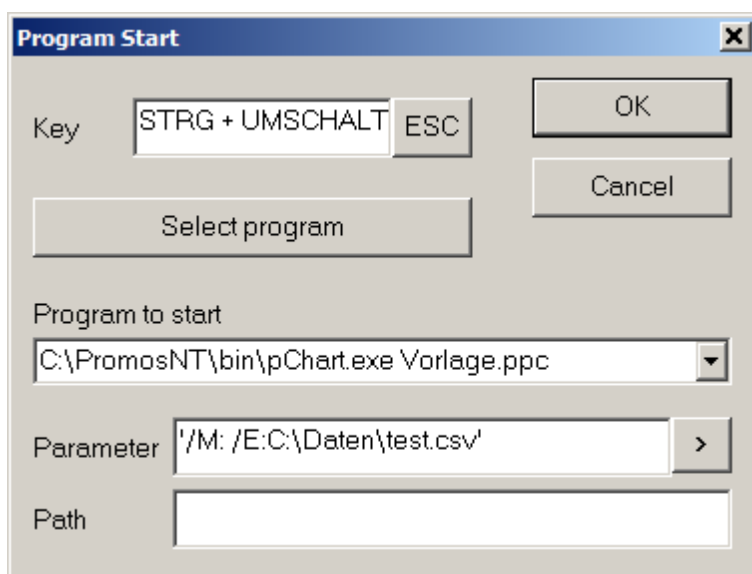 Program Start
Key STRG + UMSCHALT ESC
OK
Cancel
Select program
Program to start
C:\PromosNT\bin\pChart.exe Vorlage.ppc
Parameter '/M: /E:C:\Daten\test.csv' >
Path